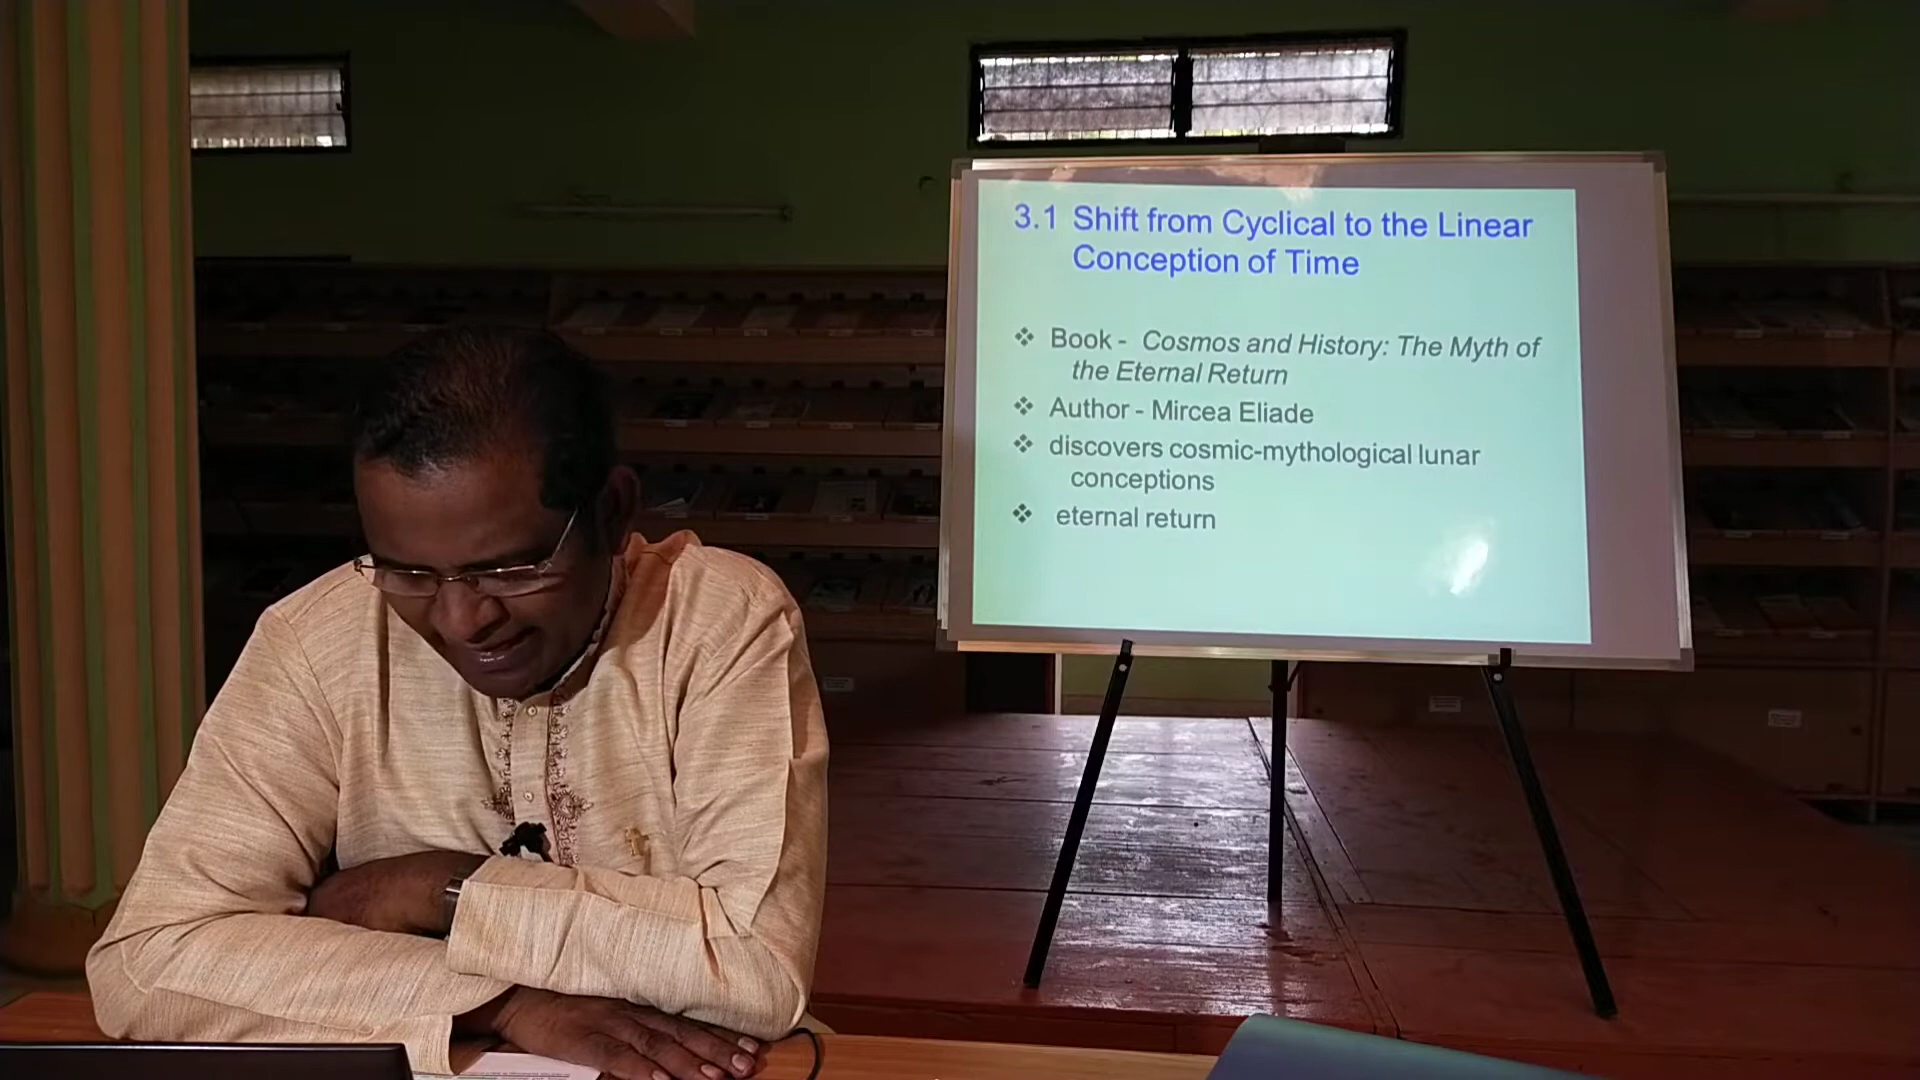 3.1 Shift from Cyclical to the Linear
Conception of Time
❖ Book - Cosmos and History: The Myth of
the Eternal Return
❖ Author - Mircea Eliade
❖ discovers cosmic-mythological lunar
conceptions
❖ eternal return